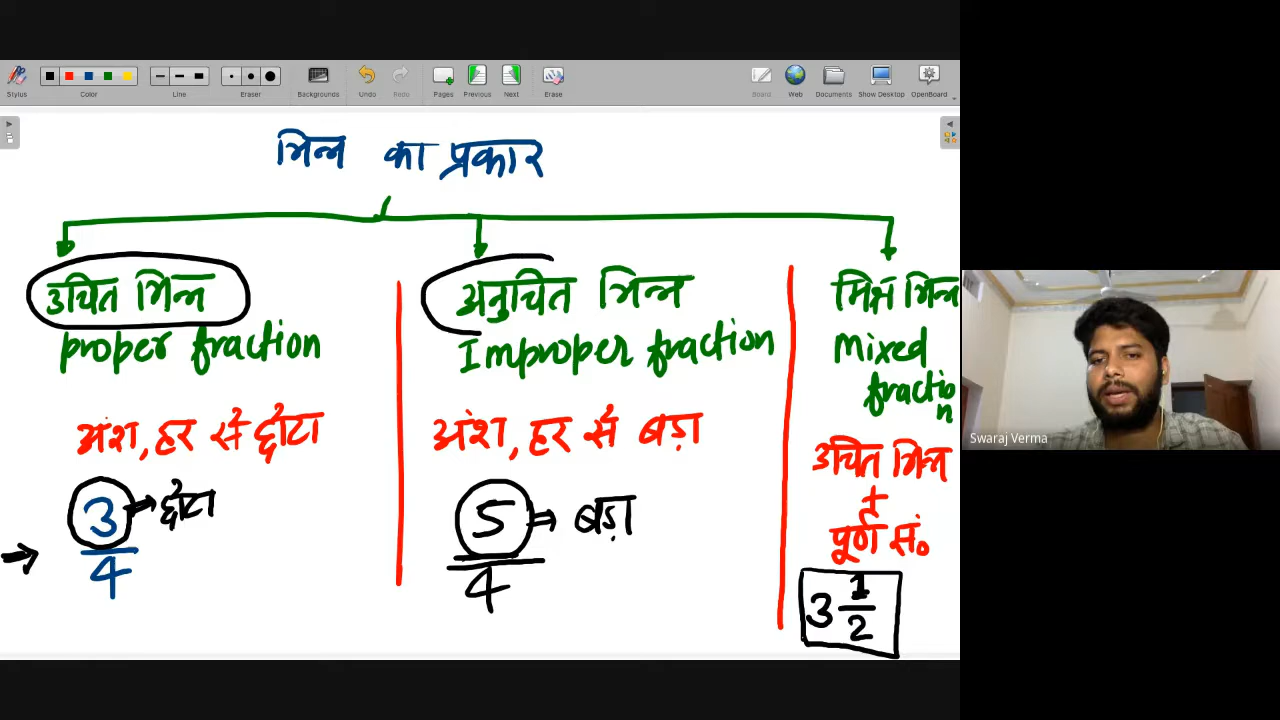 Stylus Color Line Eraser Backgrounds Undo Redo Pages Previous Next Erase Board Web Documents Show Desktop OpenBoard
भिन्न का प्रकार
उचित भिन्न
proper fraction
अंश, हर से छोटा
3 ⇒ छोटा
4
अनुचित भिन्न
Improper fraction
अंश, हर से बड़ा
5 ⇒ बड़ा
4
मिश्र भिन्न
mixed
fractio
n
उचित भिन्न
+
पूर्ण सं०
3 1/2
Swaraj Verma